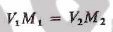 V₁M₁ = V₂M₂